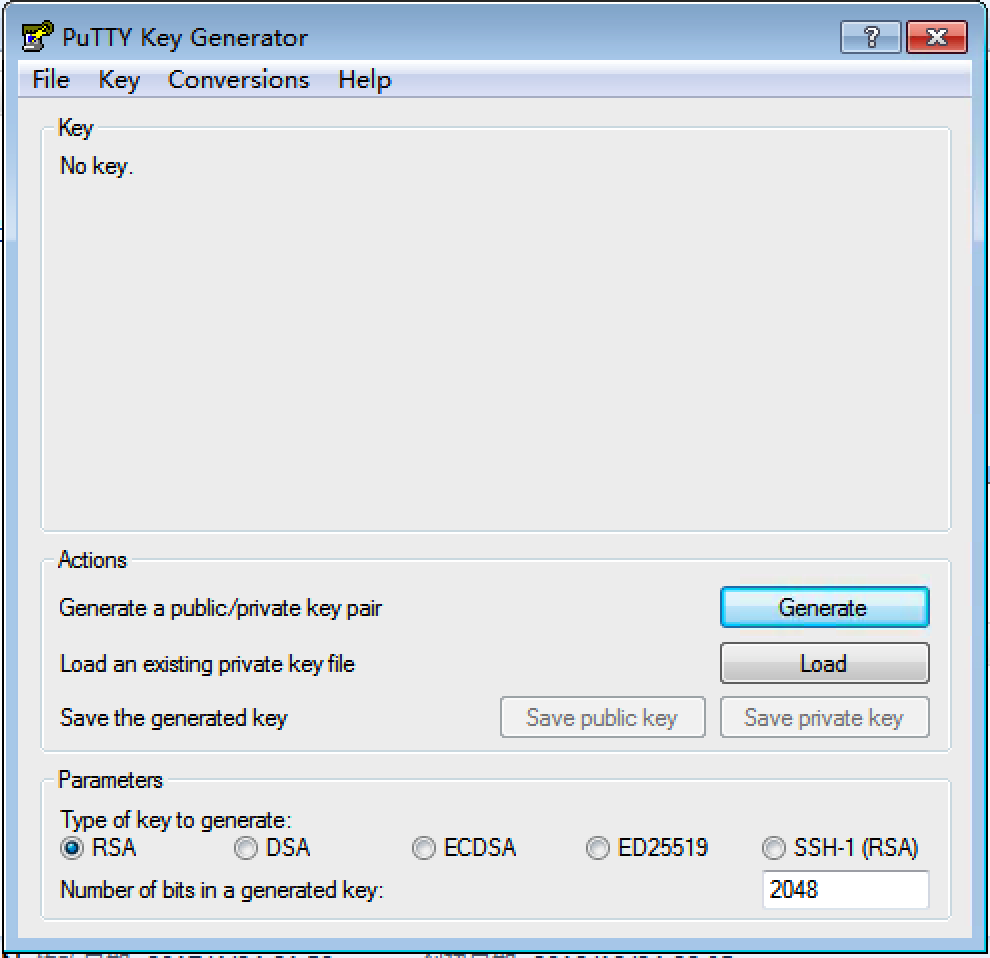 PuTTY Key Generator
File Key Conversions Help
Key
No key.
Actions
Generate a public/private key pair
Generate
Load an existing private key file
Load
Save the generated key
Save public key
Save private key
Parameters
Type of key to generate:
RSA DSA ECDSA ED25519 SSH-1 (RSA)
Number of bits in a generated key:
2048